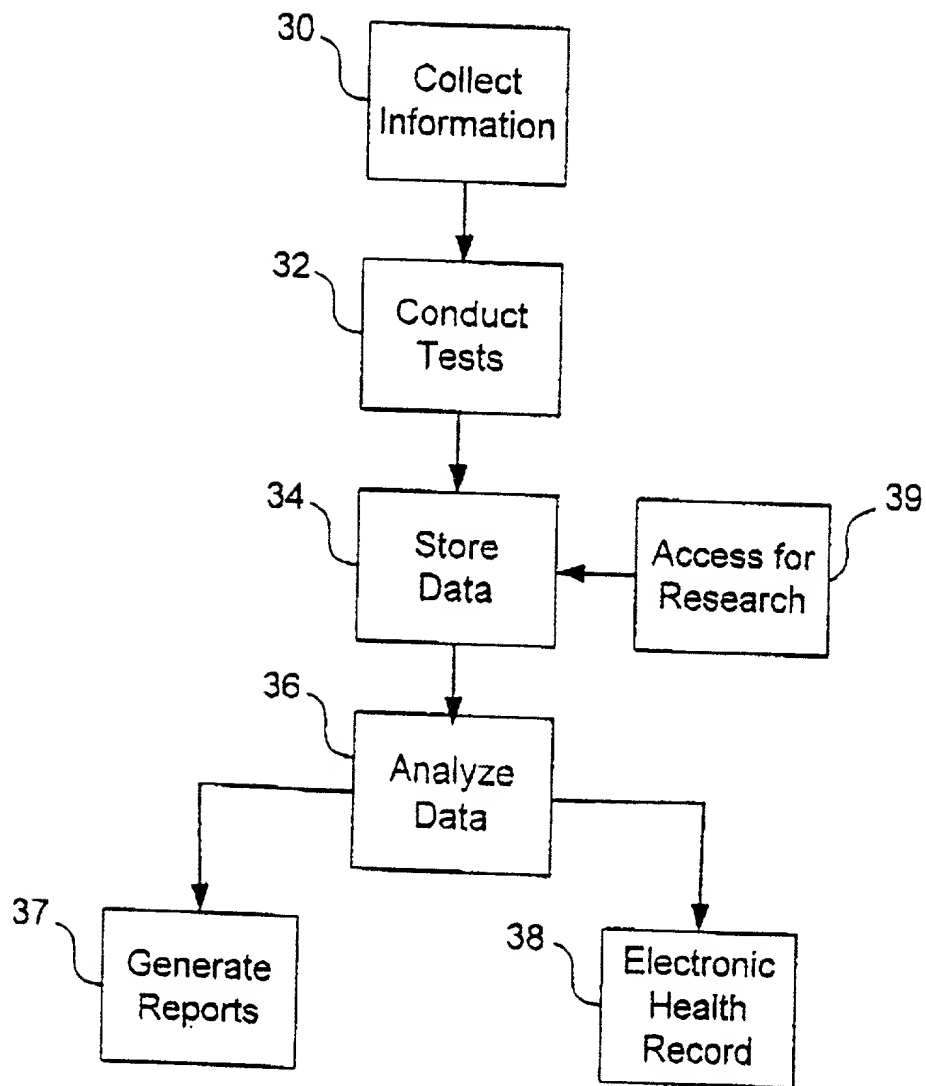 30
Collect
Information
32
Conduct
Tests
34
Store
Data
39
Access for
Research
36
Analyze
Data
37
Generate
Reports
38
Electronic
Health
Record